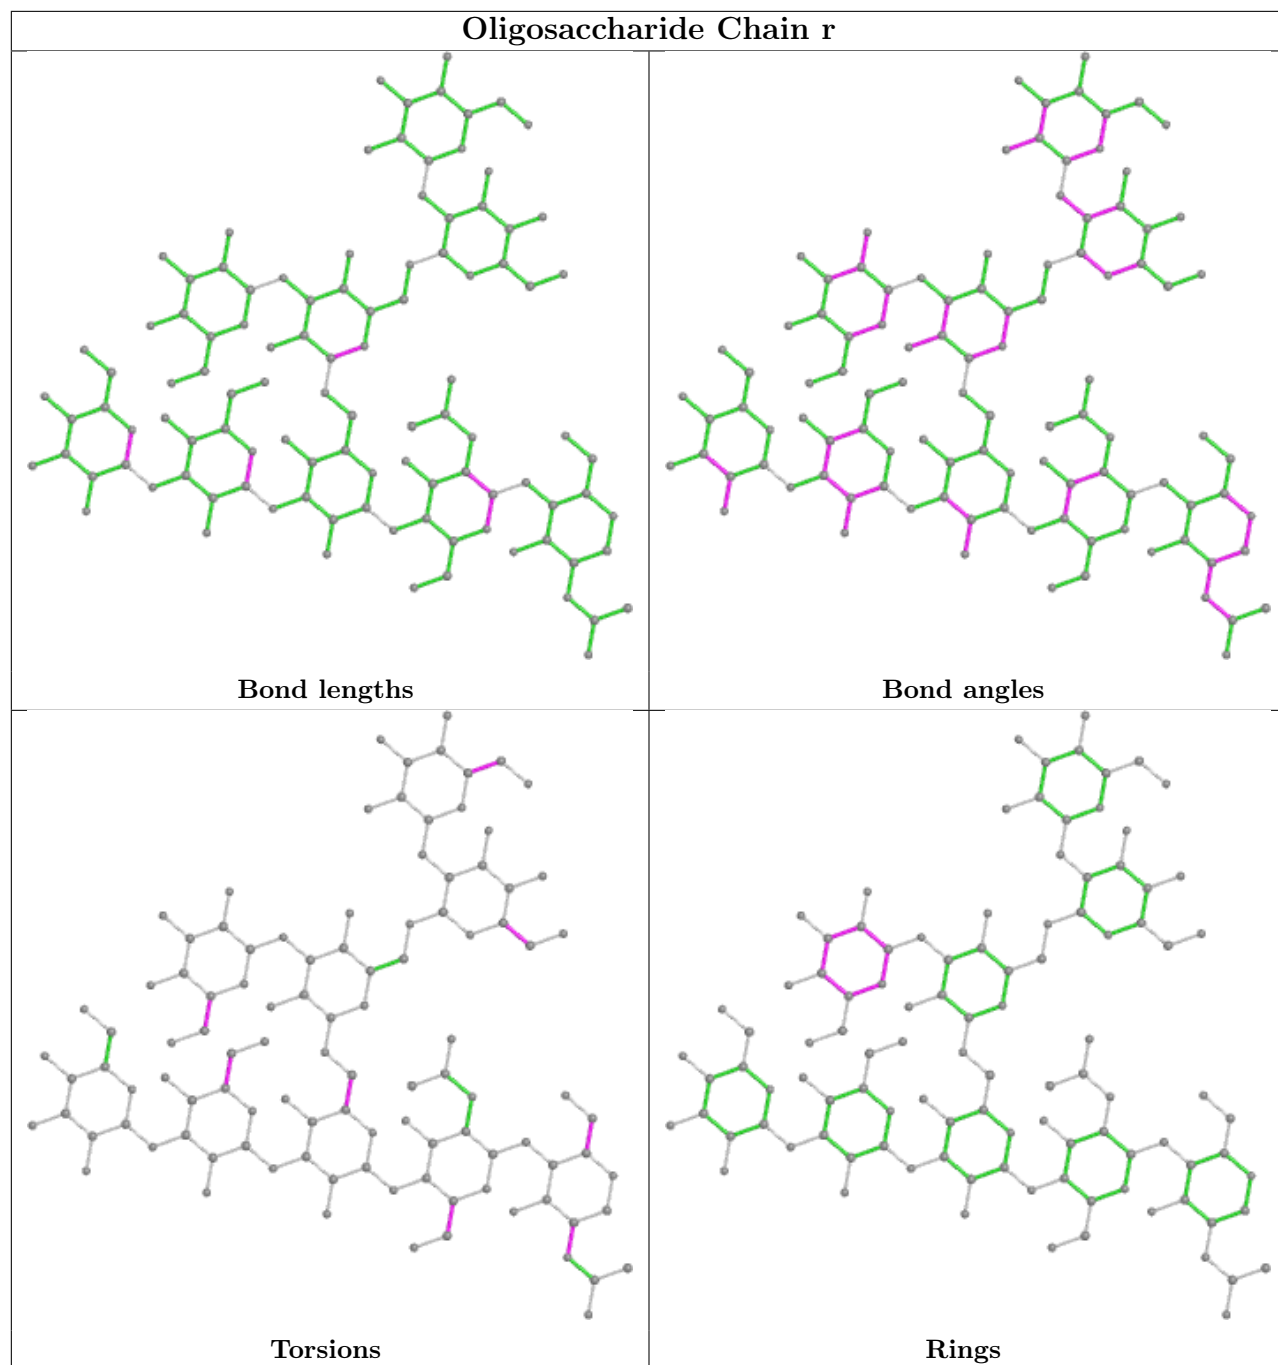 Oligosaccharide Chain r
Bond lengths
Bond angles
Torsions
Rings